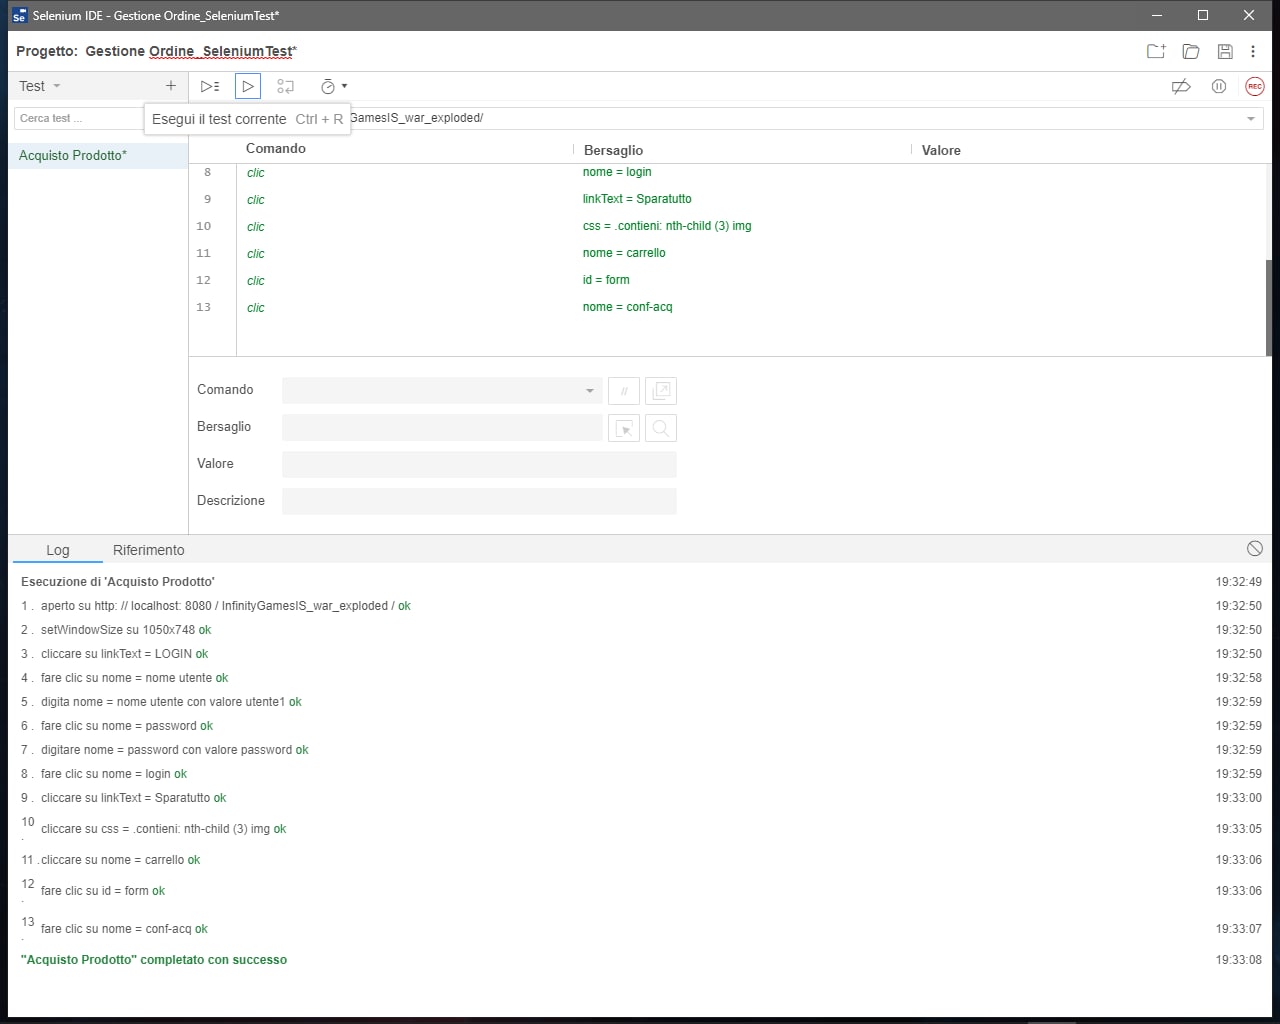 Se Selenium IDE - Gestione Ordine_SeleniumTest*
Progetto: Gestione Ordine_SeleniumTest*
Test
REC
Cerca test ...
Esegui il test corrente Ctrl + R
GamesIS_war_exploded/
Acquisto Prodotto*
Comando Bersaglio Valore
8 clic nome = login
9 clic linkText = Sparatutto
10 clic css = .contieni: nth-child (3) img
11 clic nome = carrello
12 clic id = form
13 clic nome = conf-acq
Comando //
Bersaglio
Valore
Descrizione
Log Riferimento
Esecuzione di 'Acquisto Prodotto' 19:32:49
1 . aperto su http: // localhost: 8080 / InfinityGamesIS_war_exploded / ok 19:32:50
2 . setWindowSize su 1050x748 ok 19:32:50
3 . cliccare su linkText = LOGIN ok 19:32:50
4 . fare clic su nome = nome utente ok 19:32:58
5 . digita nome = nome utente con valore utente1 ok 19:32:59
6 . fare clic su nome = password ok 19:32:59
7 . digitare nome = password con valore password ok 19:32:59
8 . fare clic su nome = login ok 19:32:59
9 . cliccare su linkText = Sparatutto ok 19:33:00
10 . cliccare su css = .contieni: nth-child (3) img ok 19:33:05
11 . cliccare su nome = carrello ok 19:33:06
12 . fare clic su id = form ok 19:33:06
13 . fare clic su nome = conf-acq ok 19:33:07
"Acquisto Prodotto" completato con successo 19:33:08